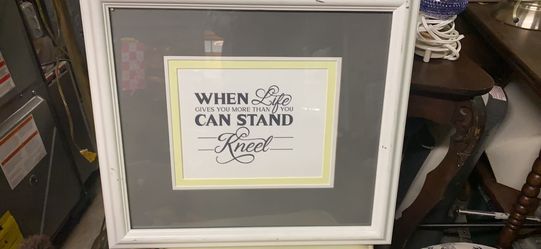 WHEN Life
GIVES YOU MORE THAN YOU
CAN STAND
Kneel